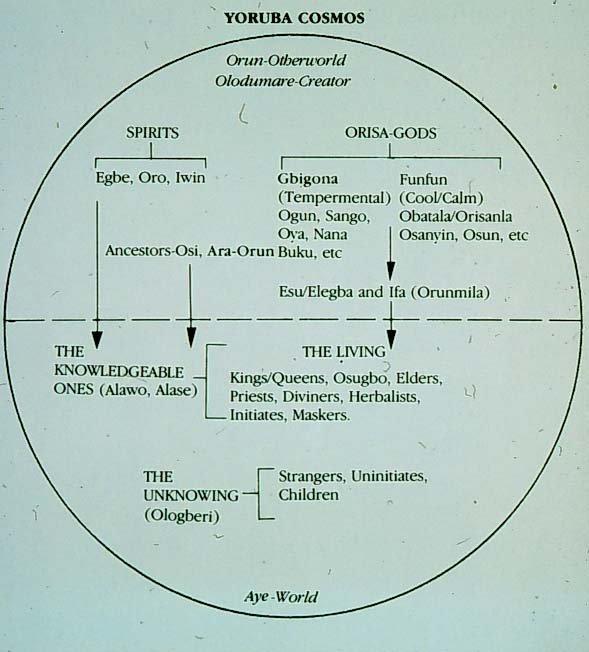 YORUBA COSMOS
Orun-Otherworld
Olodumare-Creator
SPIRITS
Egbe, Oro, Iwin
ORISA-GODS
Gbigona
(Tempermental)
Ogun, Sango,
Oya, Nana
Buku, etc
Funfun
(Cool/Calm)
Obatala/Orisanla
Osanyin, Osun, etc
Ancestors-Osi, Ara-Orun
Esu/Elegba and Ifa (Orunmila)
THE
KNOWLEDGEABLE
ONES (Alawo, Alase)
THE LIVING
Kings/Queens, Osugbo, Elders,
Priests, Diviners, Herbalists,
Initiates, Maskers.
THE
UNKNOWING
(Ologberi)
Strangers, Uninitiates,
Children
Aye-World